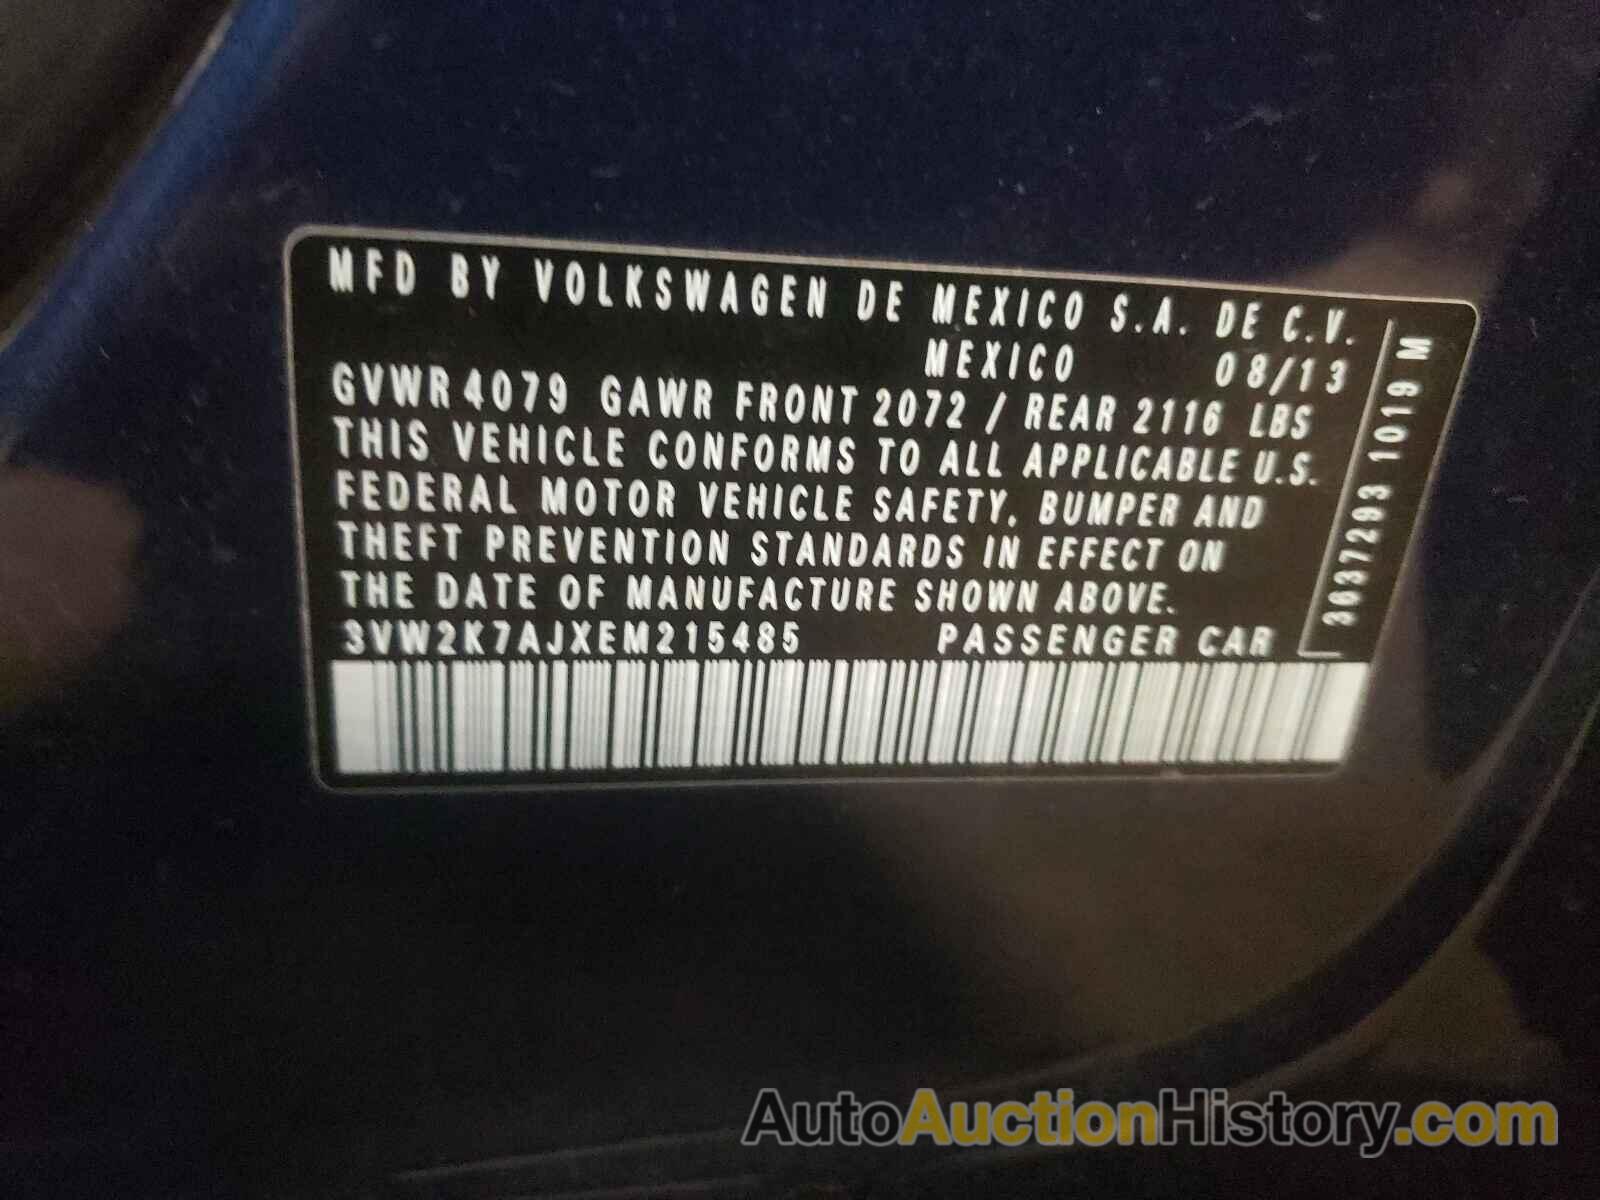 MFD BY VOLKSWAGEN DE MEXICO S.A. DE C.V.
MEXICO 08/13
GVWR 4079 GAWR FRONT 2072 / REAR 2116 LBS
THIS VEHICLE CONFORMS TO ALL APPLICABLE U.S.
FEDERAL MOTOR VEHICLE SAFETY, BUMPER AND
THEFT PREVENTION STANDARDS IN EFFECT ON
THE DATE OF MANUFACTURE SHOWN ABOVE.
3VW2K7AJXEM215485 PASSENGER CAR
3637293 1019 M
AutoAuctionHistory.com